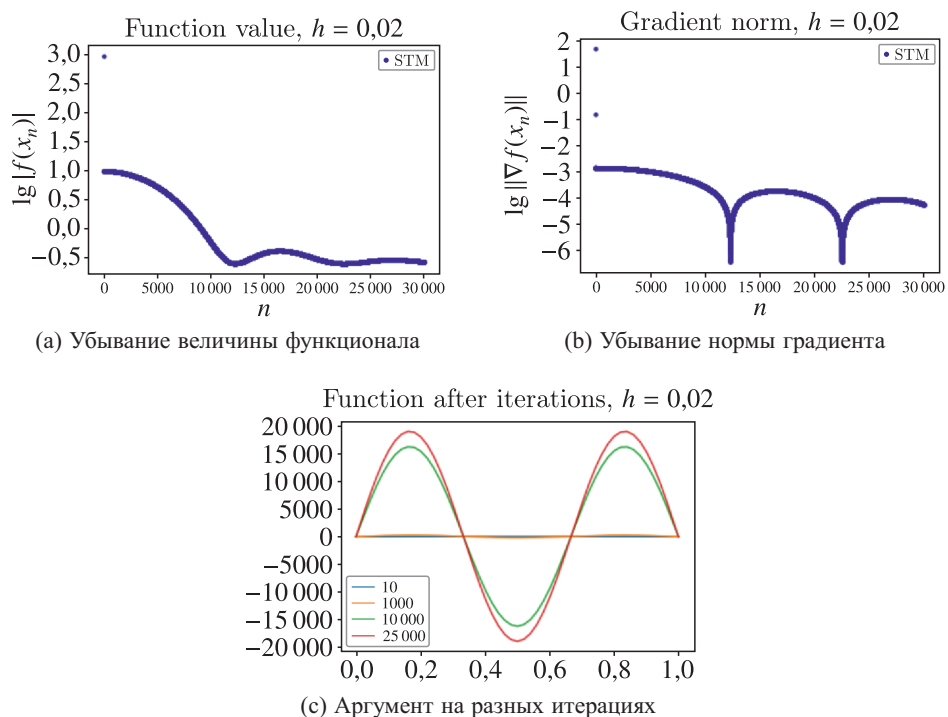 Function value, h = 0,02
3,0
2,5
2,0
1,5
1,0
0,5
0,0
−0,5
lg |f(xₙ)|
STM
0 5000 10 000 15 000 20 000 25 000 30 000
n
(a) Убывание величины функционала
Gradient norm, h = 0,02
2
1
0
−1
−2
−3
−4
−5
−6
lg ||∇f(xₙ)||
STM
0 5000 10 000 15 000 20 000 25 000 30 000
n
(b) Убывание нормы градиента
Function after iterations, h = 0,02
20 000
15 000
10 000
5000
0
−5000
−10 000
−15 000
−20 000
10
1000
10 000
25 000
0,0 0,2 0,4 0,6 0,8 1,0
(c) Аргумент на разных итерациях